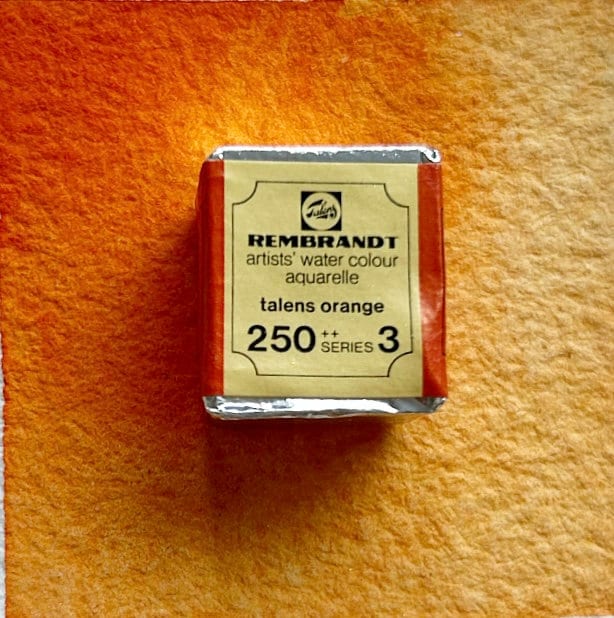 Talens
REMBRANDT
artists' water colour
aquarelle
talens orange
250 ++ SERIES 3